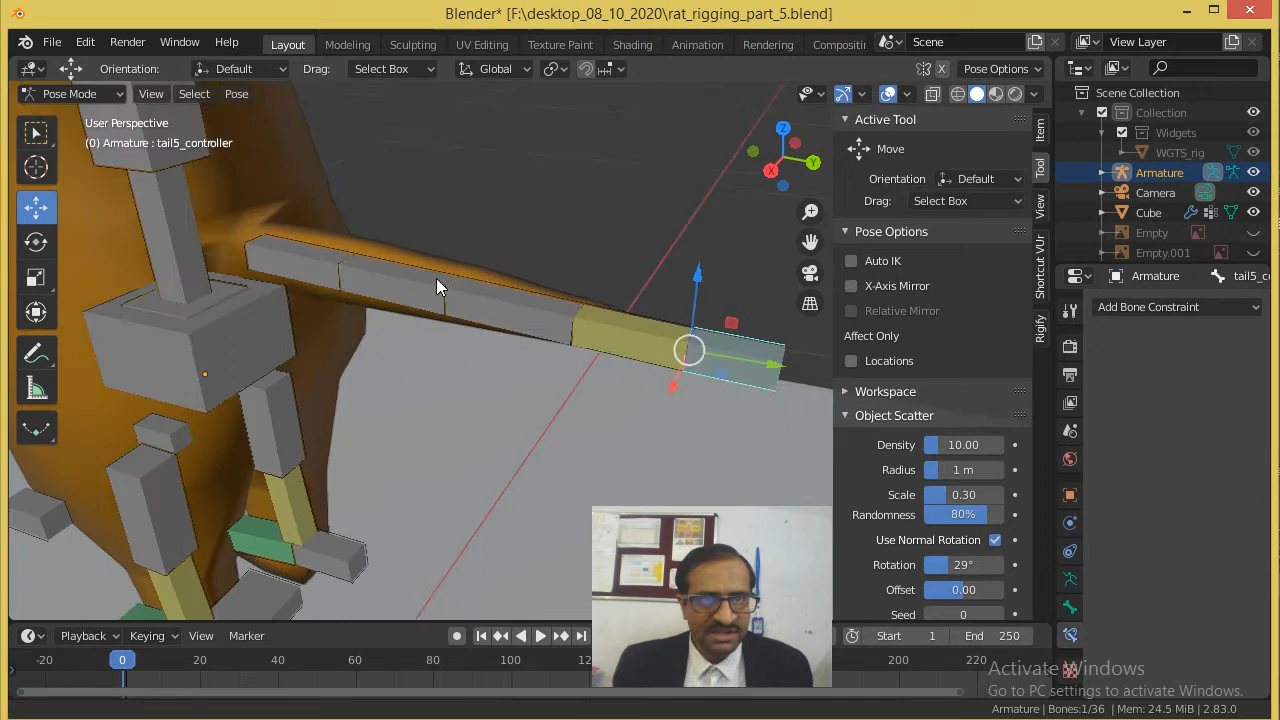 Blender* [F:\desktop_08_10_2020\rat_rigging_part_5.blend]
File Edit Render Window Help Layout Modeling Sculpting UV Editing Texture Paint Shading Animation Rendering Compositi Scene View Layer
Orientation: Default Drag: Select Box Global Pose Options
Pose Mode View Select Pose
User Perspective
(0) Armature : tail5_controller
Z
Y
X
Item
Tool
View
Shortcut VUr
Rigify
Active Tool
Move
Orientation Default
Drag: Select Box
Pose Options
Auto IK
X-Axis Mirror
Relative Mirror
Affect Only
Locations
Workspace
Object Scatter
Density 10.00
Radius 1 m
Scale 0.30
Randomness 80%
Use Normal Rotation
Rotation 29°
Offset 0.00
Seed 0
Scene Collection
Collection
Widgets
WGTS_rig
Armature
Camera
Cube
Empty
Empty.001
Armature tail5_c
Add Bone Constraint
Playback Keying View Marker Start 1 End 250
-20 0 20 40 60 80 100 200 220
Activate Windows
Go to PC settings to activate Windows.
Armature | Bones:1/36 | Mem: 24.5 MiB | 2.83.0